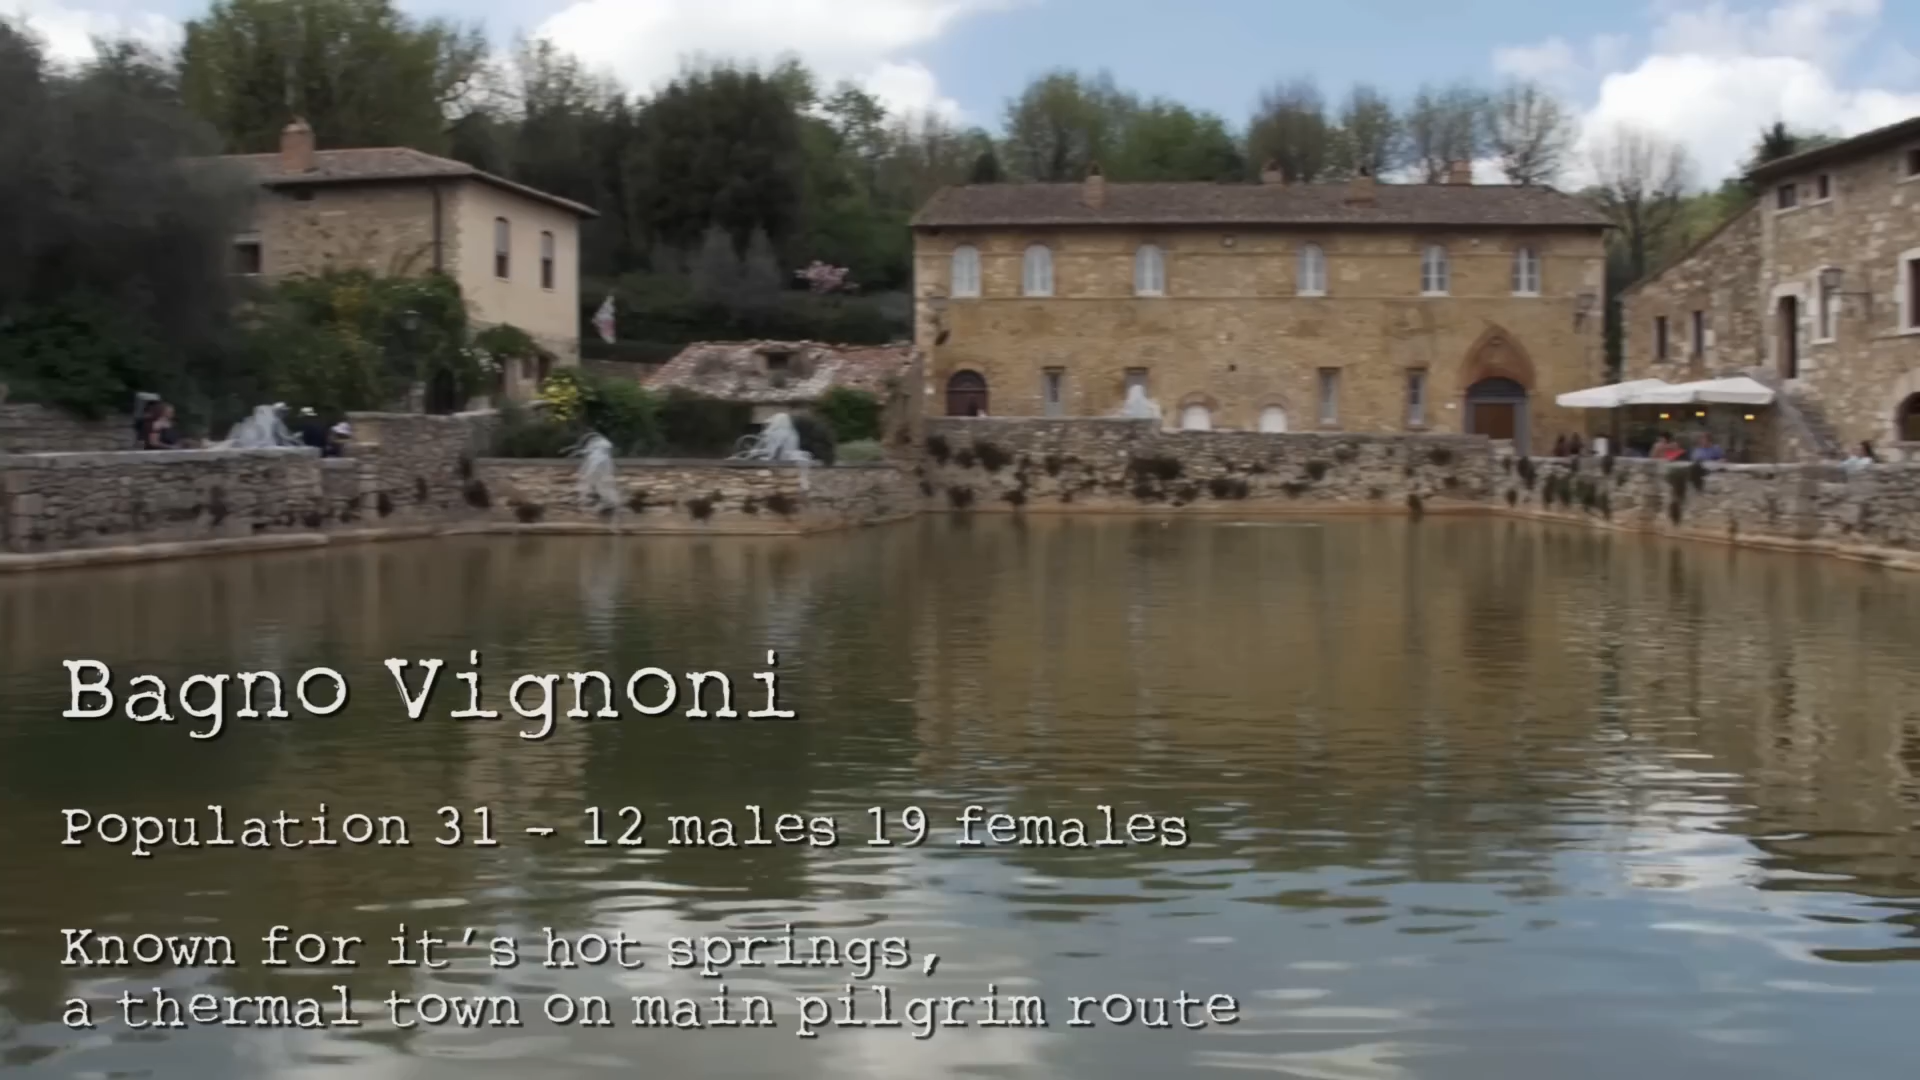 Bagno Vignoni
Population 31 - 12 males 19 females
Known for it's hot springs,
a thermal town on main pilgrim route